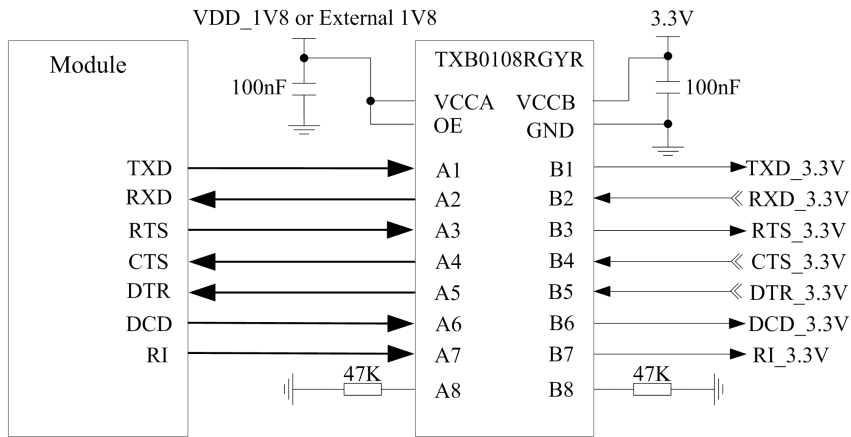 VDD_1V8 or External 1V8
3.3V
Module
TXB0108RGYR
100nF
100nF
VCCA VCCB
OE GND
TXD A1 B1 TXD_3.3V
RXD A2 B2 RXD_3.3V
RTS A3 B3 RTS_3.3V
CTS A4 B4 CTS_3.3V
DTR A5 B5 DTR_3.3V
DCD A6 B6 DCD_3.3V
RI A7 B7 RI_3.3V
47K A8 B8 47K